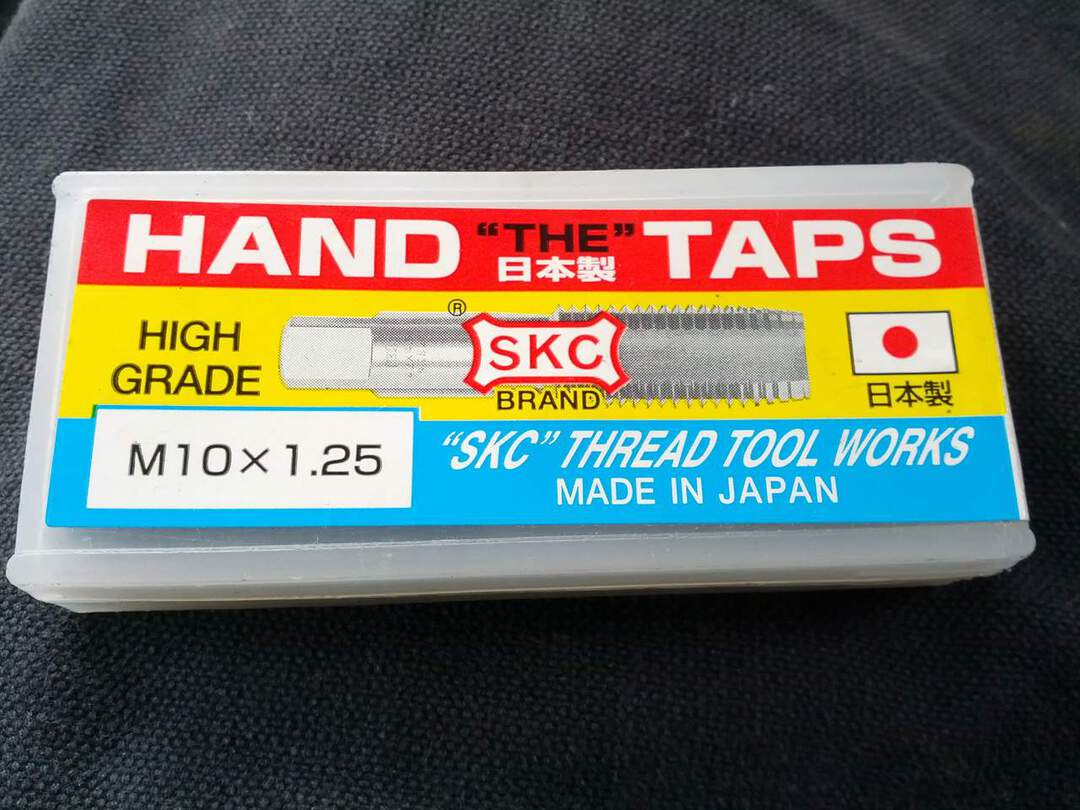 HAND "THE" TAPS
日本製
HIGH
GRADE
®
SKC
BRAND
日本製
M10×1.25
"SKC" THREAD TOOL WORKS
MADE IN JAPAN